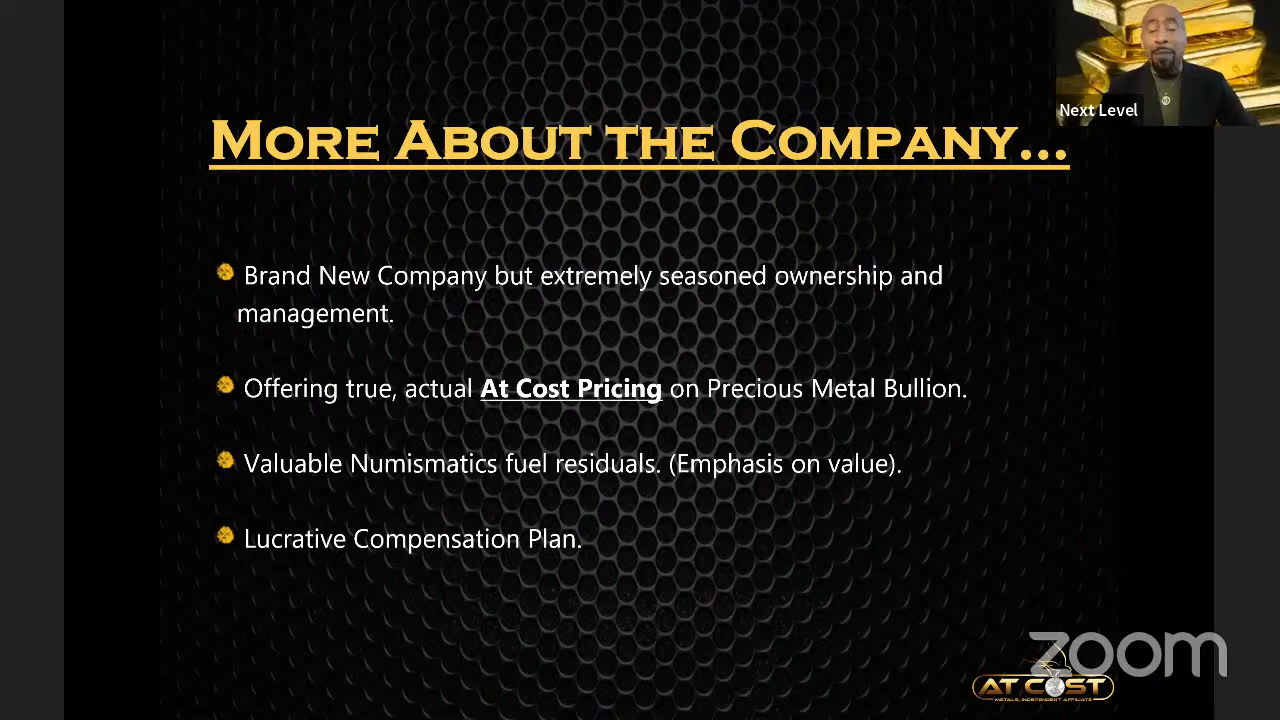 Next Level
MORE ABOUT THE COMPANY...
Brand New Company but extremely seasoned ownership and
management.
Offering true, actual At Cost Pricing on Precious Metal Bullion.
Valuable Numismatics fuel residuals. (Emphasis on value).
Lucrative Compensation Plan.
zoom
AT COST
METALS, INDEPENDENT AFFILIATE